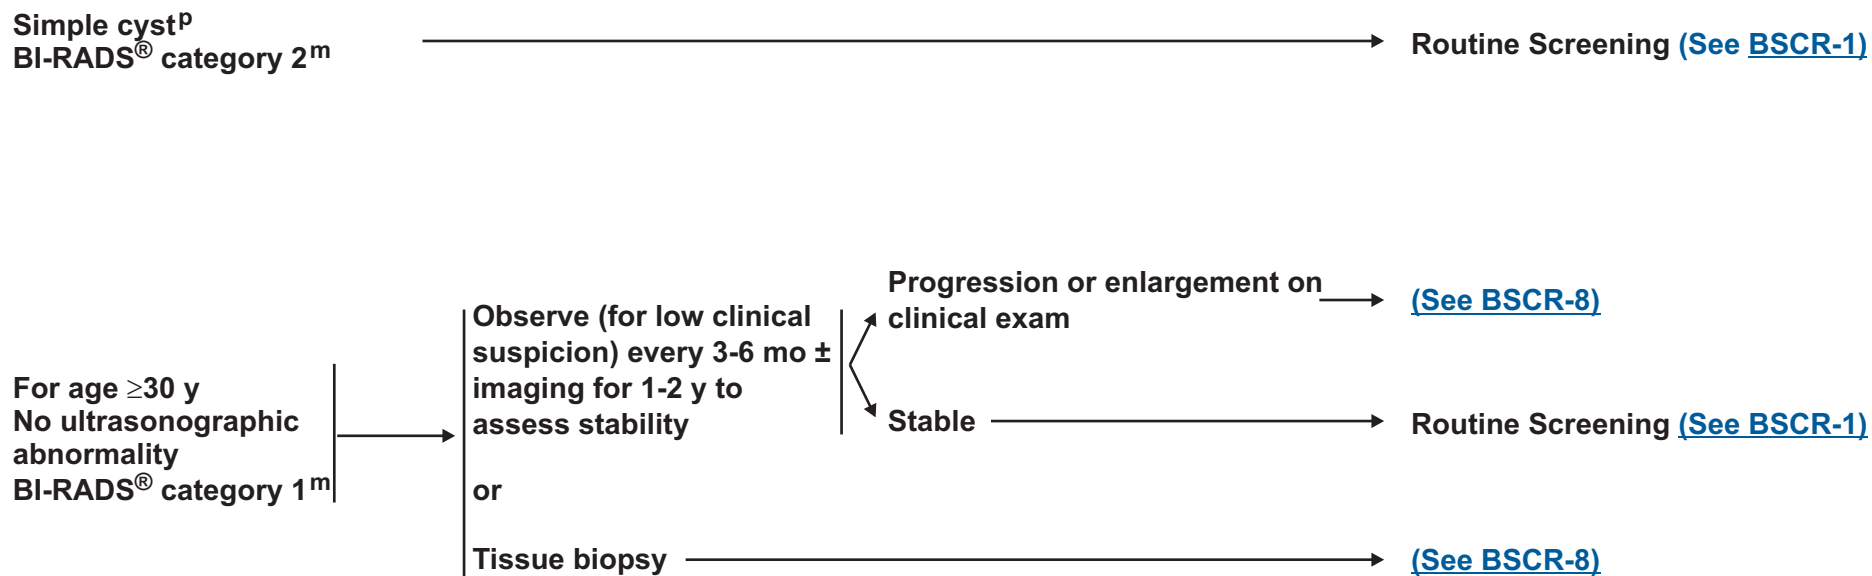 Simple cystᵖ
BI-RADS® category 2ᵐ
Routine Screening (See BSCR-1)
For age ≥30 y
No ultrasonographic
abnormality
BI-RADS® category 1ᵐ
Observe (for low clinical
suspicion) every 3-6 mo ±
imaging for 1-2 y to
assess stability
or
Tissue biopsy
Progression or enlargement on
clinical exam
(See BSCR-8)
Stable
Routine Screening (See BSCR-1)
(See BSCR-8)